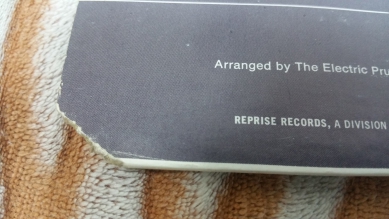 Arranged by The Electric Pru
REPRISE RECORDS, A DIVISION